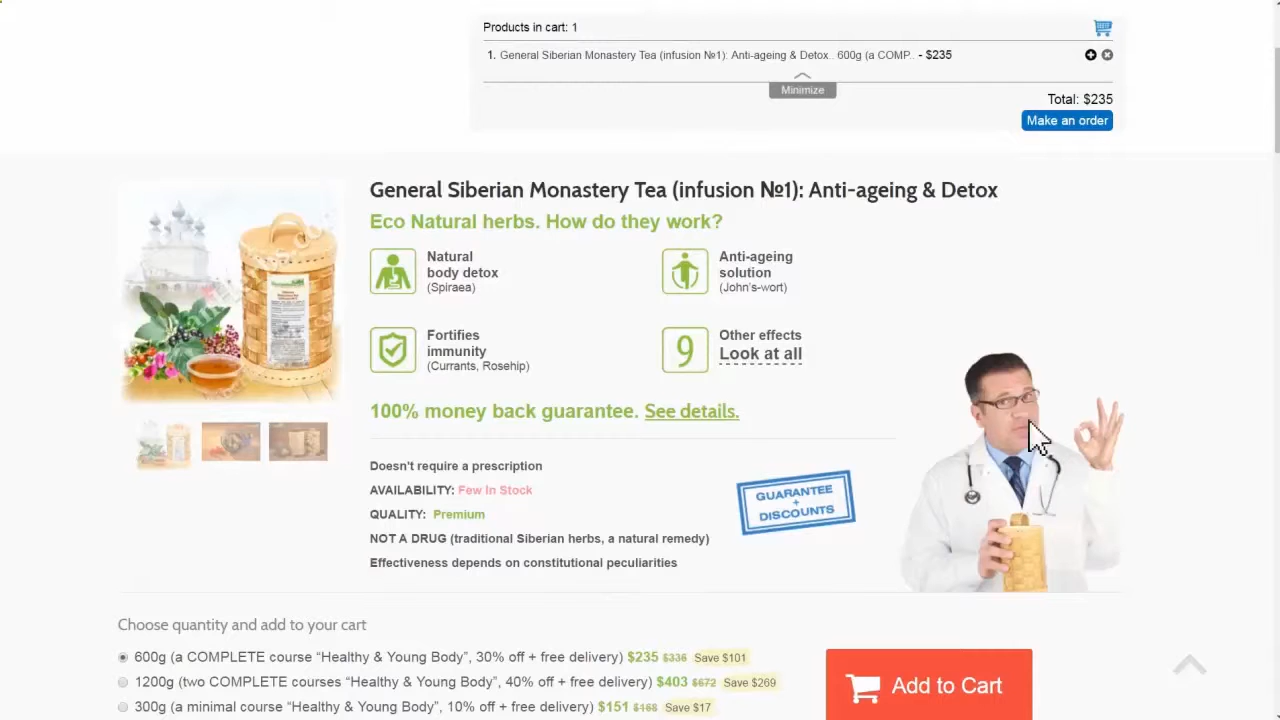 Products in cart: 1
1. General Siberian Monastery Tea (infusion №1): Anti-ageing & Detox.. 600g (a COMP.. - $235
Minimize
Total: $235
Make an order
General Siberian Monastery Tea (infusion №1): Anti-ageing & Detox
Eco Natural herbs. How do they work?
Natural
body detox
(Spiraea)
Anti-ageing
solution
(John's-wort)
Fortifies
immunity
(Currants, Rosehip)
9
Other effects
Look at all
100% money back guarantee. See details.
Doesn't require a prescription
AVAILABILITY: Few In Stock
QUALITY: Premium
NOT A DRUG (traditional Siberian herbs, a natural remedy)
Effectiveness depends on constitutional peculiarities
GUARANTEE
+
DISCOUNTS
Choose quantity and add to your cart
600g (a COMPLETE course “Healthy & Young Body”, 30% off + free delivery) $235 $336 Save $101
1200g (two COMPLETE courses “Healthy & Young Body”, 40% off + free delivery) $403 $672 Save $269
300g (a minimal course “Healthy & Young Body”, 10% off + free delivery) $151 $168 Save $17
Add to Cart